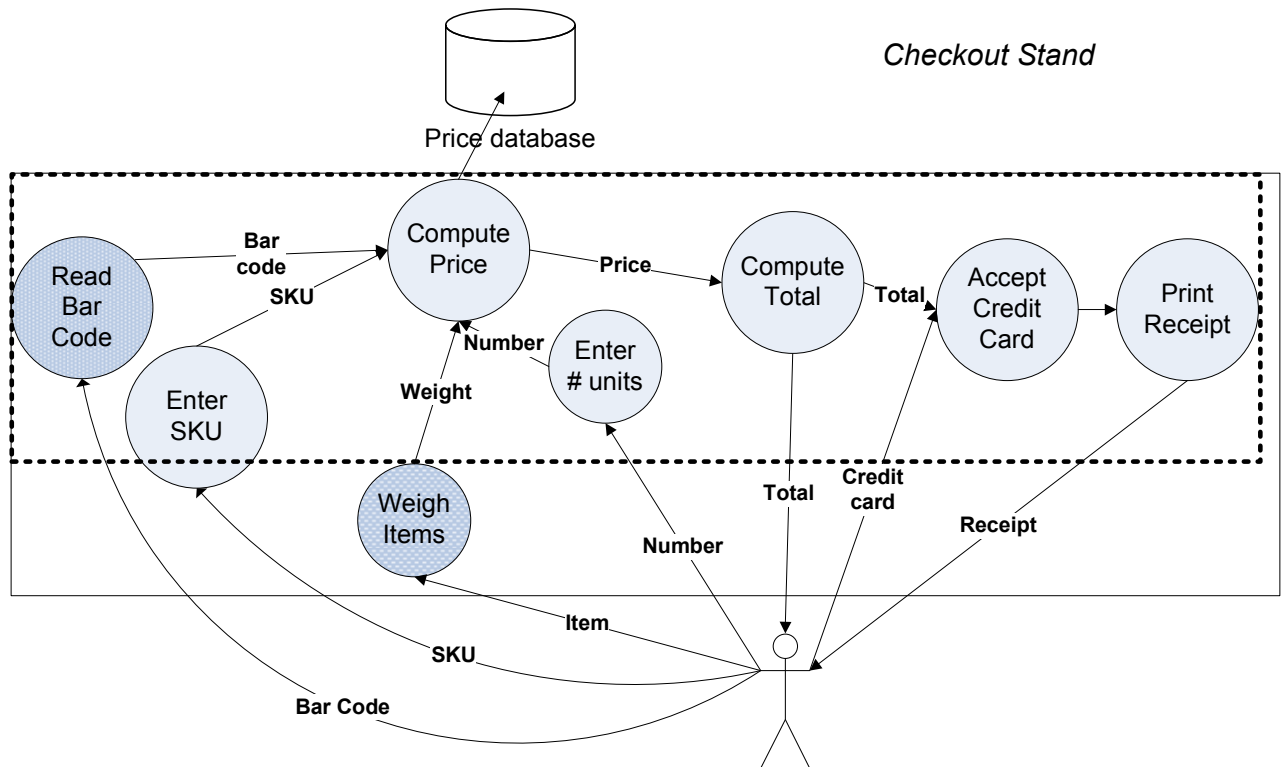 Checkout Stand
Price database
Read
Bar
Code
Bar
code
SKU
Compute
Price
Price
Compute
Total
Total
Accept
Credit
Card
Print
Receipt
Enter
SKU
Weight
Number
Enter
# units
Weigh
Items
Number
Total
Credit
card
Receipt
Item
SKU
Bar Code